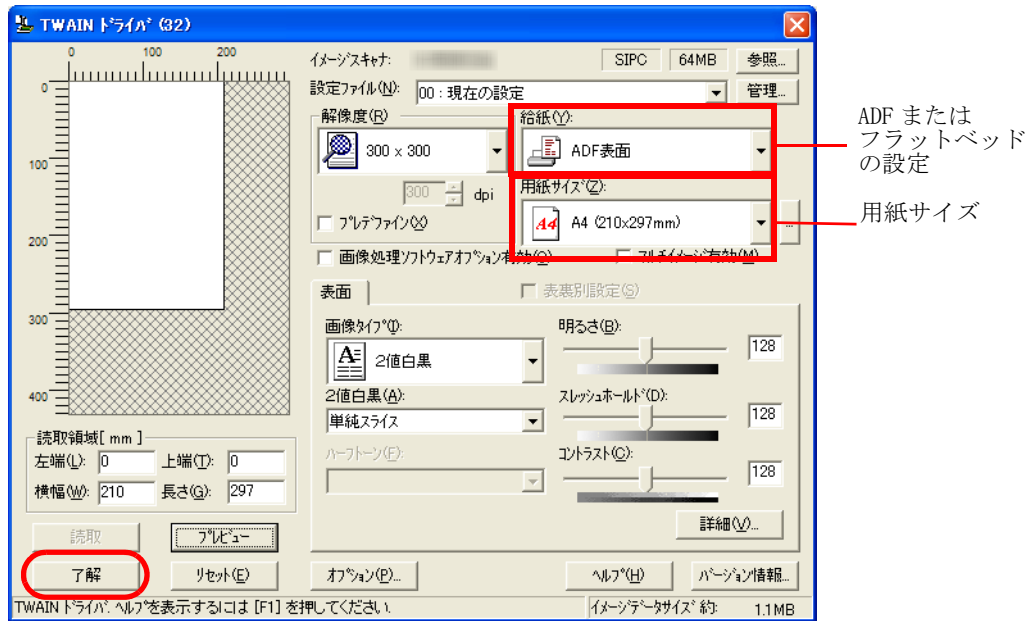 TWAIN ﾄﾞﾗｲﾊﾞ (32)
0 100 200
0
100
200
300
400
ｲﾒｰｼﾞｽｷｬﾅ: SIPC 64MB 参照...
設定ﾌｧｲﾙ(N): 00 : 現在の設定 管理...
解像度(R)
300 × 300
300 dpi
ﾌﾟﾚﾃﾞﾌｧｲﾝ(X)
給紙(Y):
ADF表面
用紙ｻｲｽﾞ(Z):
A4
A4 (210x297mm)
...
ADF または
フラットベッド
の設定
用紙サイズ
画像処理ｿﾌﾄｳｪｱｵﾌﾟｼｮﾝ有効(O) ﾏﾙﾁｲﾒｰｼﾞ有効(M)
表面 表裏別設定(S)
画像ﾀｲﾌﾟ(I):
A
2値白黒
2値白黒(A):
単純ｽﾗｲｽ
ﾊｰﾌﾄｰﾝ(F):
明るさ(B):
128
ｽﾚｯｼｭﾎｰﾙﾄﾞ(D):
128
ｺﾝﾄﾗｽﾄ(C):
128
詳細(V)...
読取領域[ mm ]
左端(L): 0 上端(T): 0
横幅(W): 210 長さ(G): 297
読取 ﾌﾟﾚﾋﾞｭｰ
了解 ﾘｾｯﾄ(E) ｵﾌﾟｼｮﾝ(P)... ﾍﾙﾌﾟ(H) ﾊﾞｰｼﾞｮﾝ情報...
TWAIN ﾄﾞﾗｲﾊﾞ. ﾍﾙﾌﾟを表示するには [F1] を押してください. ｲﾒｰｼﾞﾃﾞｰﾀｻｲｽﾞ 約: 1.1MB